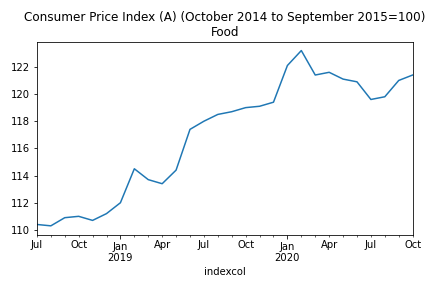 Consumer Price Index (A) (October 2014 to September 2015=100)
Food
122
120
118
116
114
112
110
Jul Oct Jan Apr Jul Oct Jan Apr Jul Oct
2019 2020
indexcol